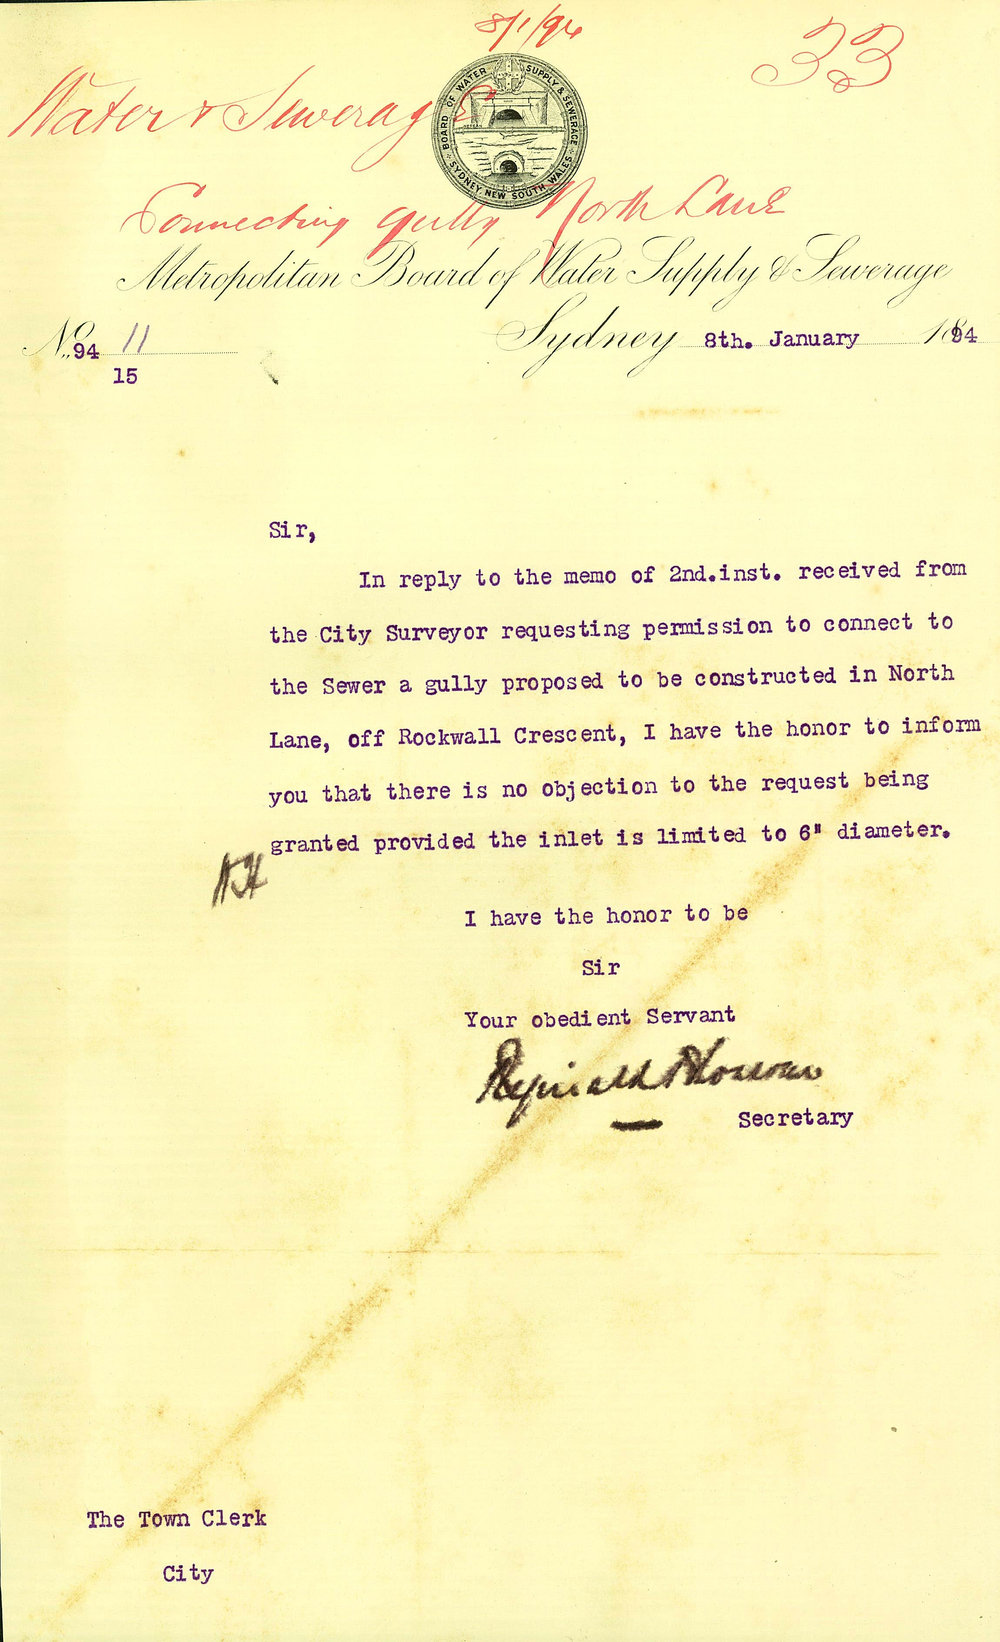 8/1/94
33
Water & Sewerage
BOARD OF WATER SUPPLY & SEWERAGE
SYDNEY, NEW SOUTH WALES
Connecting gully North Lane
Metropolitan Board of Water Supply & Sewerage
No. 94 11
15
Sydney 8th. January 1894
Sir,
In reply to the memo of 2nd.inst. received from
the City Surveyor requesting permission to connect to
the Sewer a gully proposed to be constructed in North
Lane, off Rockwall Crescent, I have the honor to inform
you that there is no objection to the request being
granted provided the inlet is limited to 6" diameter.
I have the honor to be
Sir
Your obedient Servant
Reginald
Secretary
The Town Clerk
City